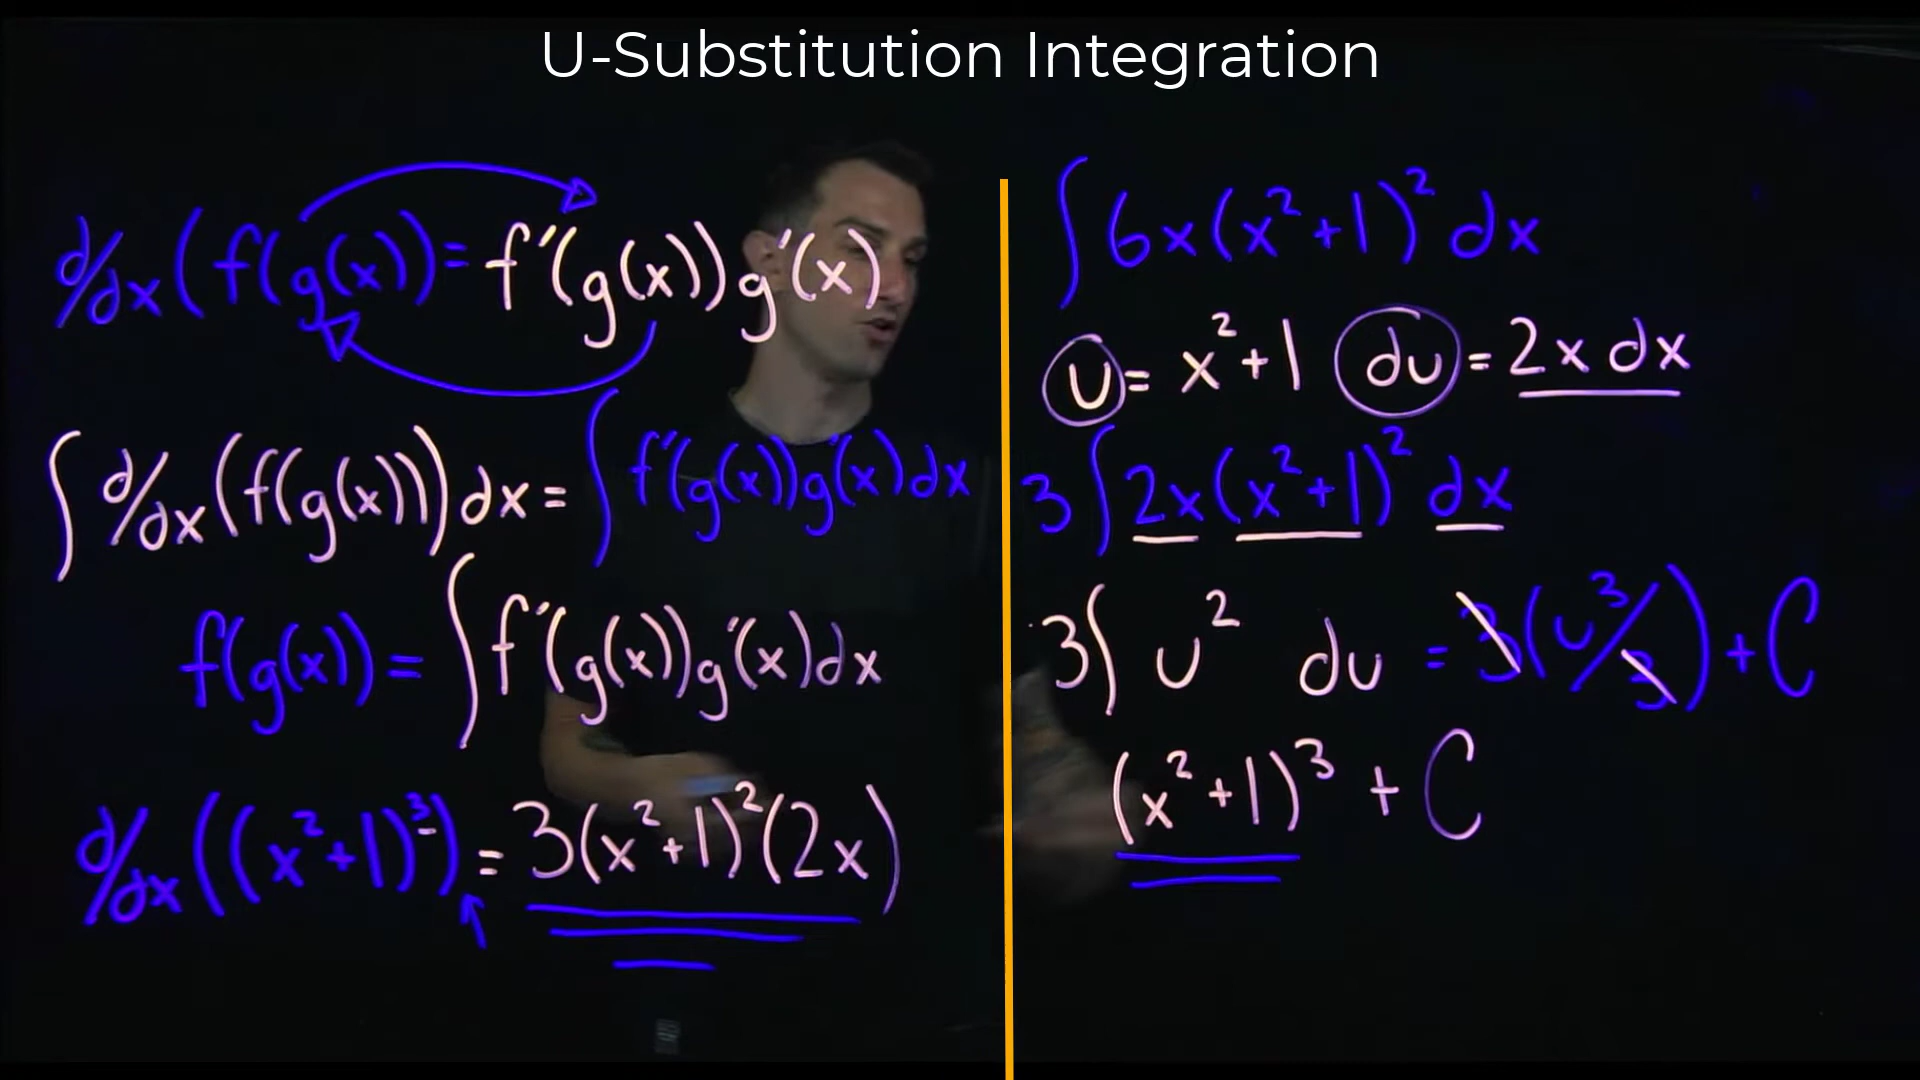 U-Substitution Integration
d/dx (f(g(x)) = f'(g(x)) g'(x)
∫ d/dx (f(g(x))) dx = ∫ f'(g(x)) g'(x) dx
f(g(x)) = ∫ f'(g(x)) g'(x) dx
d/dx ((x²+1)³) = 3(x²+1)²(2x)
∫ 6x(x²+1)² dx
u = x²+1 du = 2x dx
3∫ 2x(x²+1)² dx
3∫ u² du = 3(u³/3) + C
(x²+1)³ + C